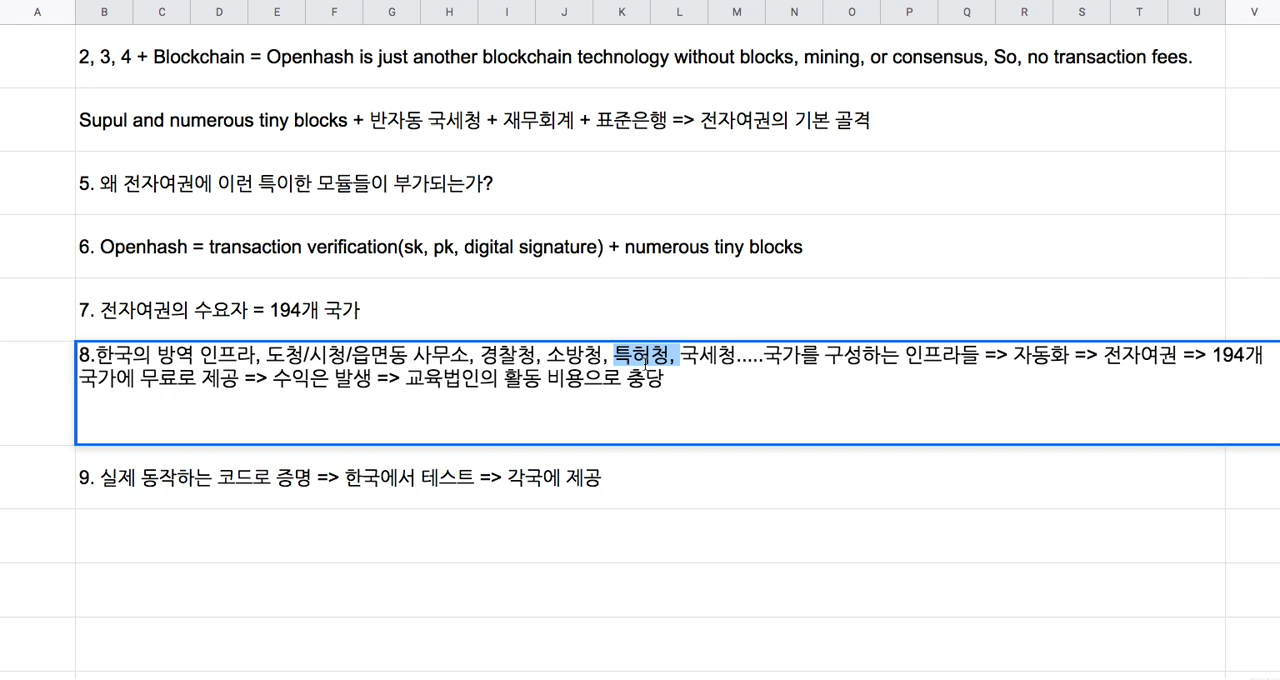 A B C D E F G H I J K L M N O P Q R S T U V
2, 3, 4 + Blockchain = Openhash is just another blockchain technology without blocks, mining, or consensus, So, no transaction fees.
Supul and numerous tiny blocks + 반자동 국세청 + 재무회계 + 표준은행 => 전자여권의 기본 골격
5. 왜 전자여권에 이런 특이한 모듈들이 부가되는가?
6. Openhash = transaction verification(sk, pk, digital signature) + numerous tiny blocks
7. 전자여권의 수요자 = 194개 국가
8.한국의 방역 인프라, 도청/시청/읍면동 사무소, 경찰청, 소방청, 특허청, 국세청.....국가를 구성하는 인프라들 => 자동화 => 전자여권 => 194개
국가에 무료로 제공 => 수익은 발생 => 교육법인의 활동 비용으로 충당
9. 실제 동작하는 코드로 증명 => 한국에서 테스트 => 각국에 제공